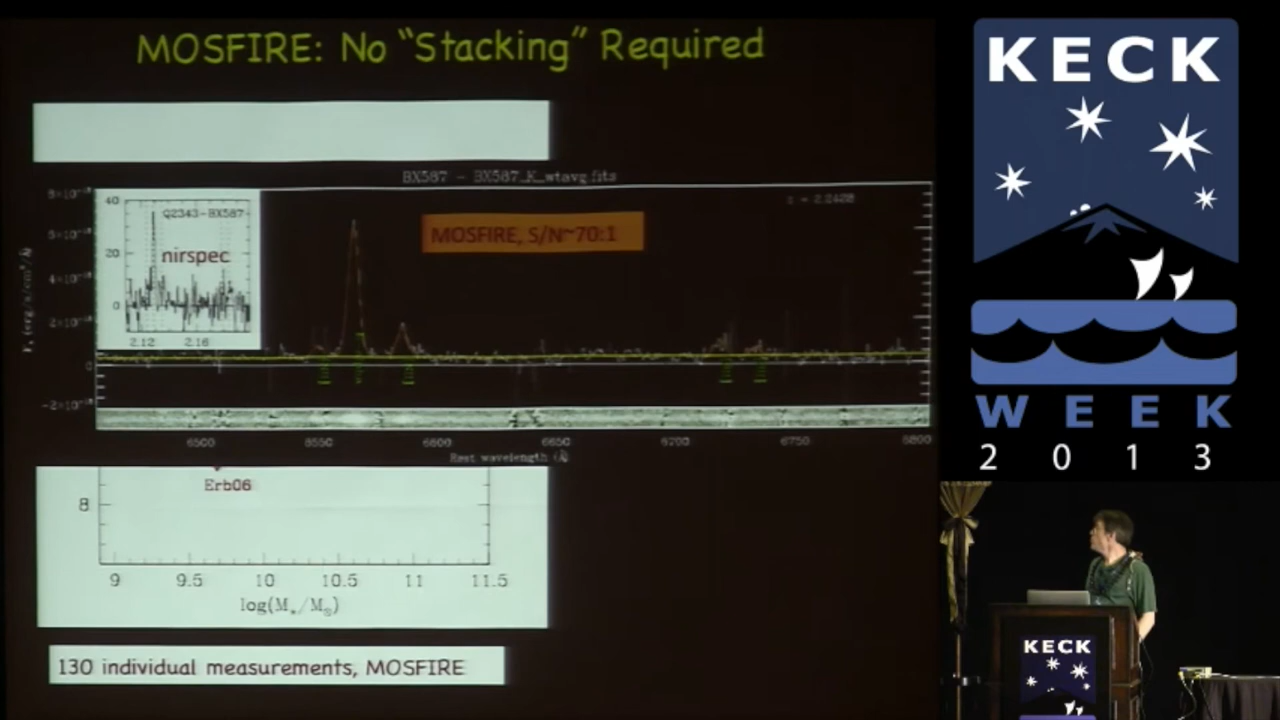 MOSFIRE: No "Stacking" Required
BX587 - BX587_K_wtavg.fits
z = 2.2428
40
20
0
Q2343-BX587
nirspec
2.12 2.16
MOSFIRE, S/N~70:1
0
6500 6550 6600 6650 6700 6750 6800
Rest wavelength (Å)
Erb06
8
9 9.5 10 10.5 11 11.5
log(M*/M☉)
130 individual measurements, MOSFIRE
KECK
WEEK
2013
KECK